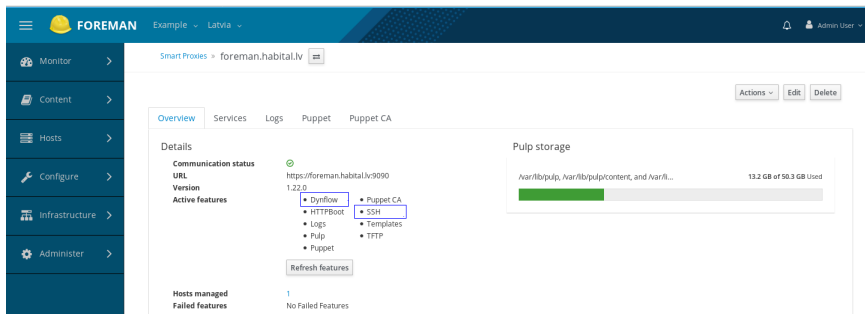 FOREMAN Example Latvia Admin User
Monitor
Content
Hosts
Configure
Infrastructure
Administer
Smart Proxies » foreman.habital.lv
Actions Edit Delete
Overview Services Logs Puppet Puppet CA
Details
Communication status
URL https://foreman.habital.lv:9090
Version 1.22.0
Active features
• Dynflow
• HTTPBoot
• Logs
• Pulp
• Puppet
• Puppet CA
• SSH
• Templates
• TFTP
Refresh features
Hosts managed 1
Failed features No Failed Features
Pulp storage
/var/lib/pulp, /var/lib/pulp/content, and /var/li... 13.2 GB of 50.3 GB Used